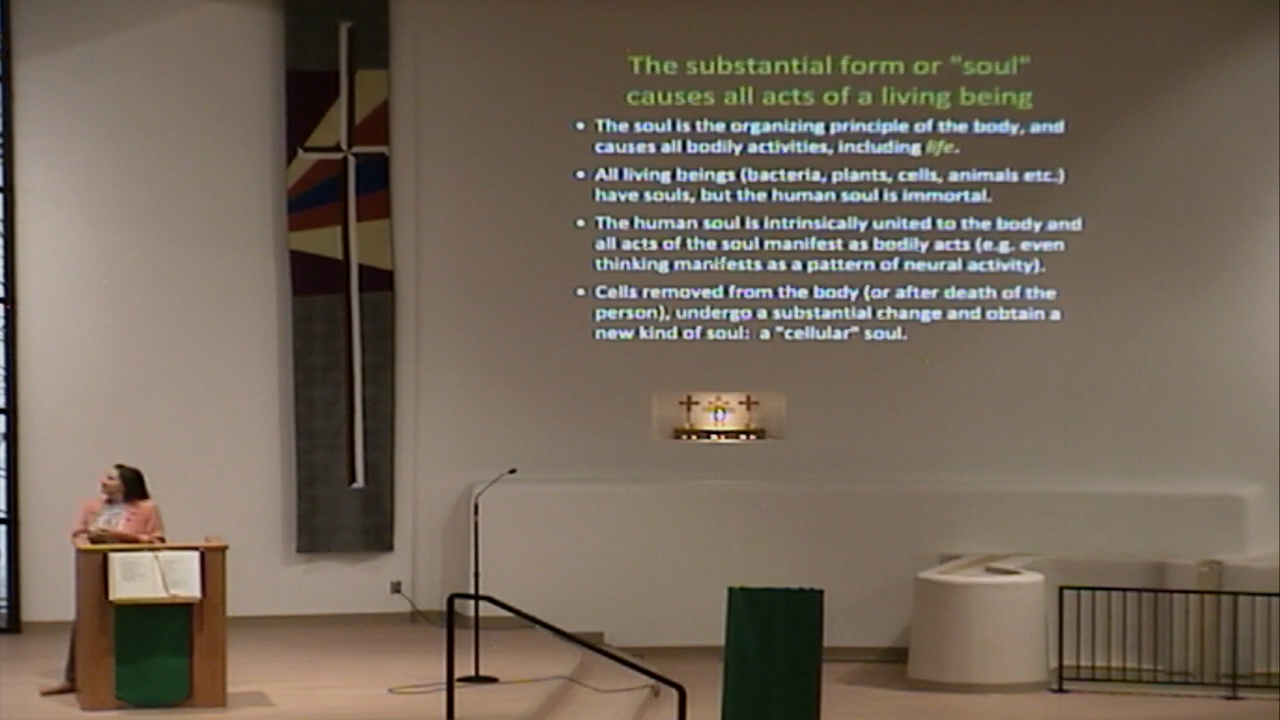 The substantial form or "soul"
causes all acts of a living being
• The soul is the organizing principle of the body, and
causes all bodily activities, including life.
• All living beings (bacteria, plants, cells, animals etc.)
have souls, but the human soul is immortal.
• The human soul is intrinsically united to the body and
all acts of the soul manifest as bodily acts (e.g. even
thinking manifests as a pattern of neural activity).
• Cells removed from the body (or after death of the
person), undergo a substantial change and obtain a
new kind of soul: a "cellular" soul.